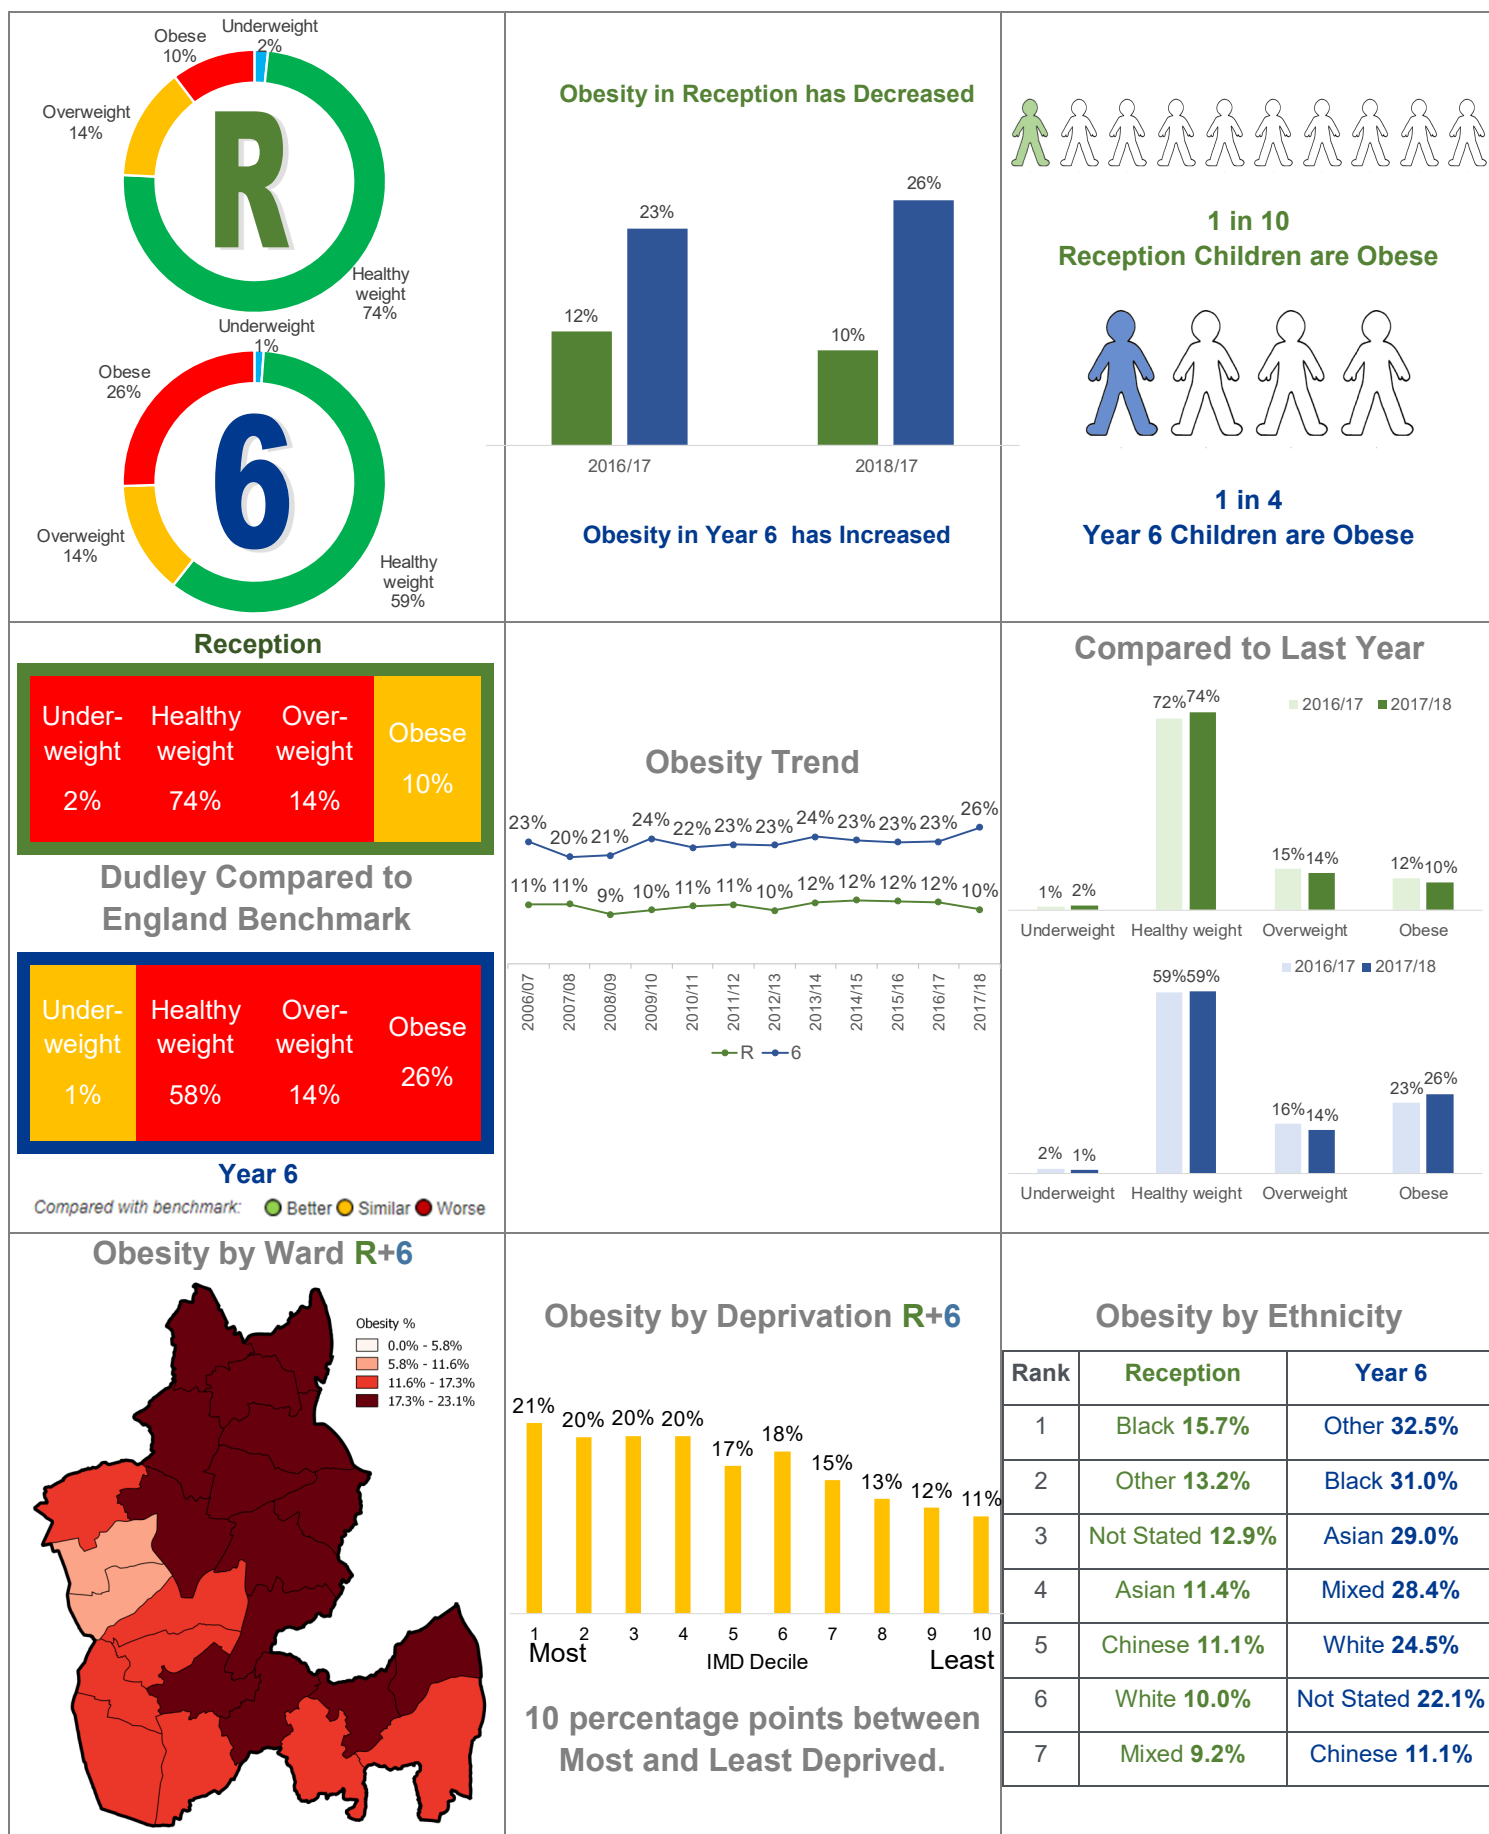 Underweight
2%
Obese
10%
Overweight
14%
R
Healthy
weight
74%
Underweight
1%
Obese
26%
6
Overweight
14%
Healthy
weight
59%
Obesity in Reception has Decreased
12%
23%
10%
26%
2016/17
2018/17
Obesity in Year 6 has Increased
1 in 10
Reception Children are Obese
1 in 4
Year 6 Children are Obese
Reception
Under-
weight
2%
Healthy
weight
74%
Over-
weight
14%
Obese
10%
Dudley Compared to
England Benchmark
Under-
weight
1%
Healthy
weight
58%
Over-
weight
14%
Obese
26%
Year 6
Compared with benchmark: Better Similar Worse
Obesity Trend
23% 20% 21% 24% 22% 23% 23% 24% 23% 23% 23% 26%
11% 11% 9% 10% 11% 11% 10% 12% 12% 12% 12% 10%
2006/07
2007/08
2008/09
2009/10
2010/11
2011/12
2012/13
2013/14
2014/15
2015/16
2016/17
2017/18
R 6
Compared to Last Year
2016/17 2017/18
1% 2% 72% 74% 15% 14% 12% 10%
Underweight Healthy weight Overweight Obese
2016/17 2017/18
2% 1% 59% 59% 16% 14% 23% 26%
Underweight Healthy weight Overweight Obese
Obesity by Ward R+6
Obesity %
0.0% - 5.8%
5.8% - 11.6%
11.6% - 17.3%
17.3% - 23.1%
Obesity by Deprivation R+6
21% 20% 20% 20% 17% 18% 15% 13% 12% 11%
1 2 3 4 5 6 7 8 9 10
Most IMD Decile Least
10 percentage points between
Most and Least Deprived.
Obesity by Ethnicity
Rank Reception Year 6
1 Black 15.7% Other 32.5%
2 Other 13.2% Black 31.0%
3 Not Stated 12.9% Asian 29.0%
4 Asian 11.4% Mixed 28.4%
5 Chinese 11.1% White 24.5%
6 White 10.0% Not Stated 22.1%
7 Mixed 9.2% Chinese 11.1%